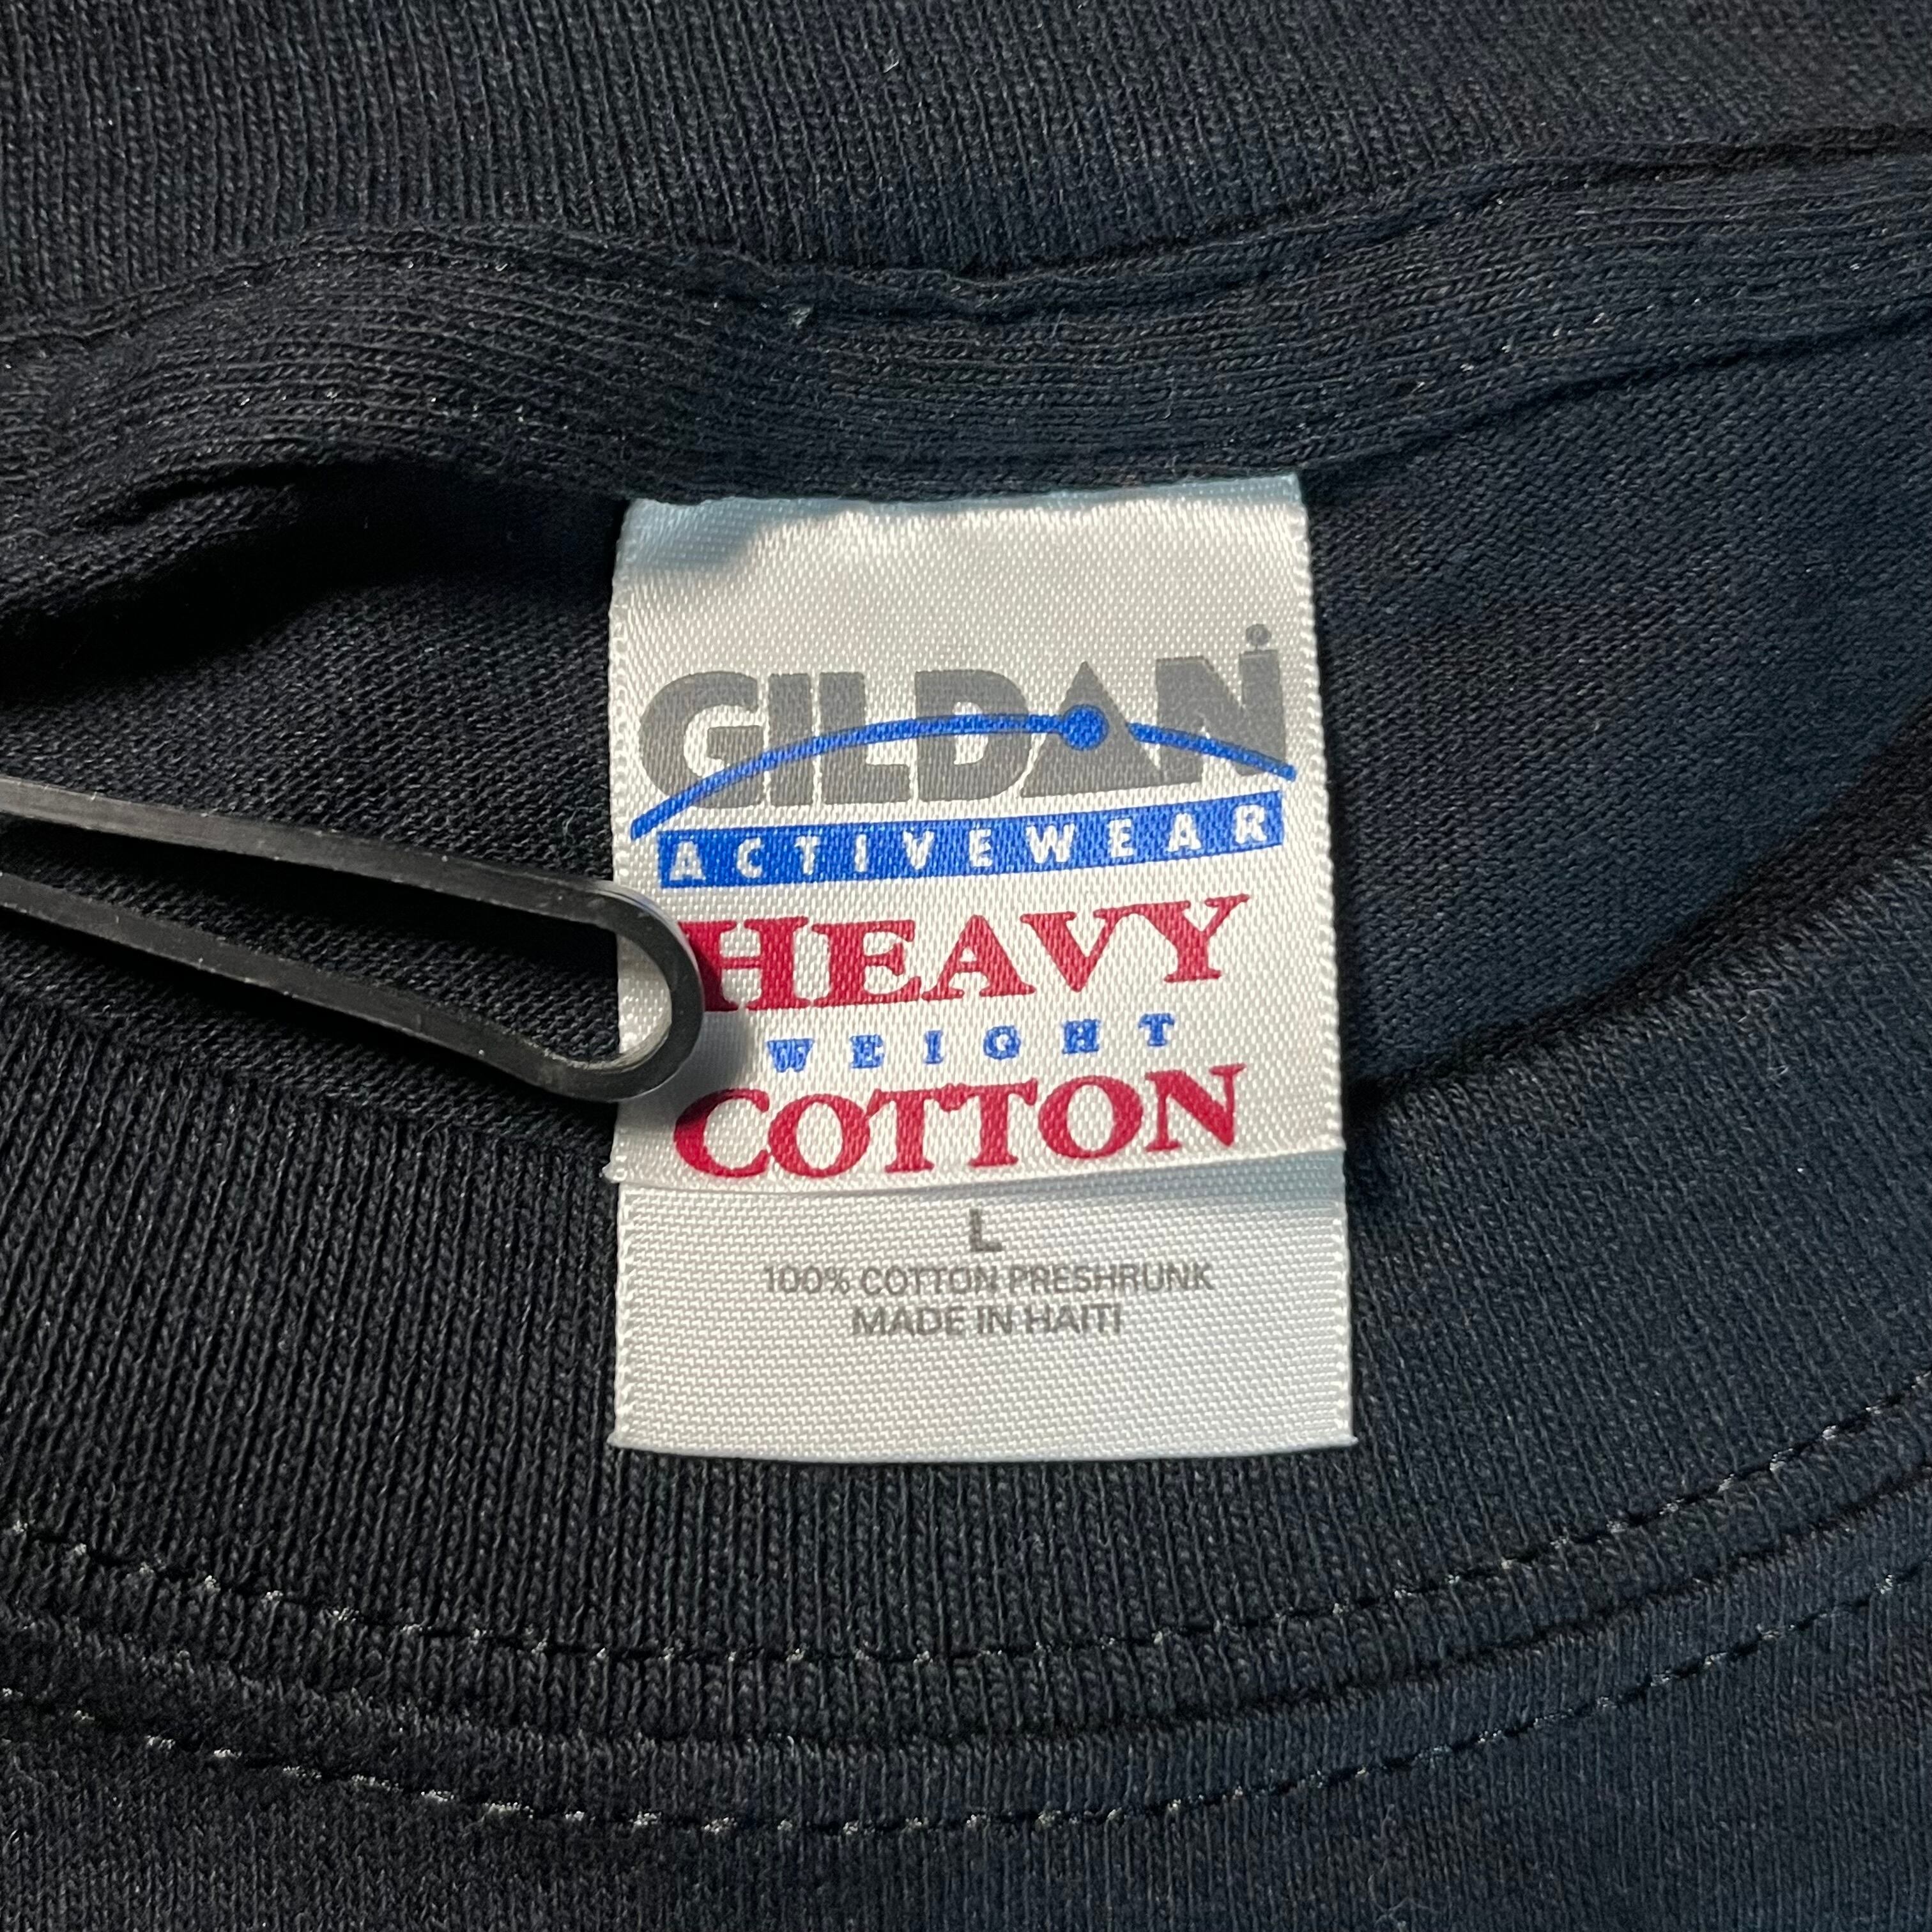 GILDAN
ACTIVEWEAR
HEAVY
WEIGHT
COTTON
L
100% COTTON PRESHRUNK
MADE IN HAITI